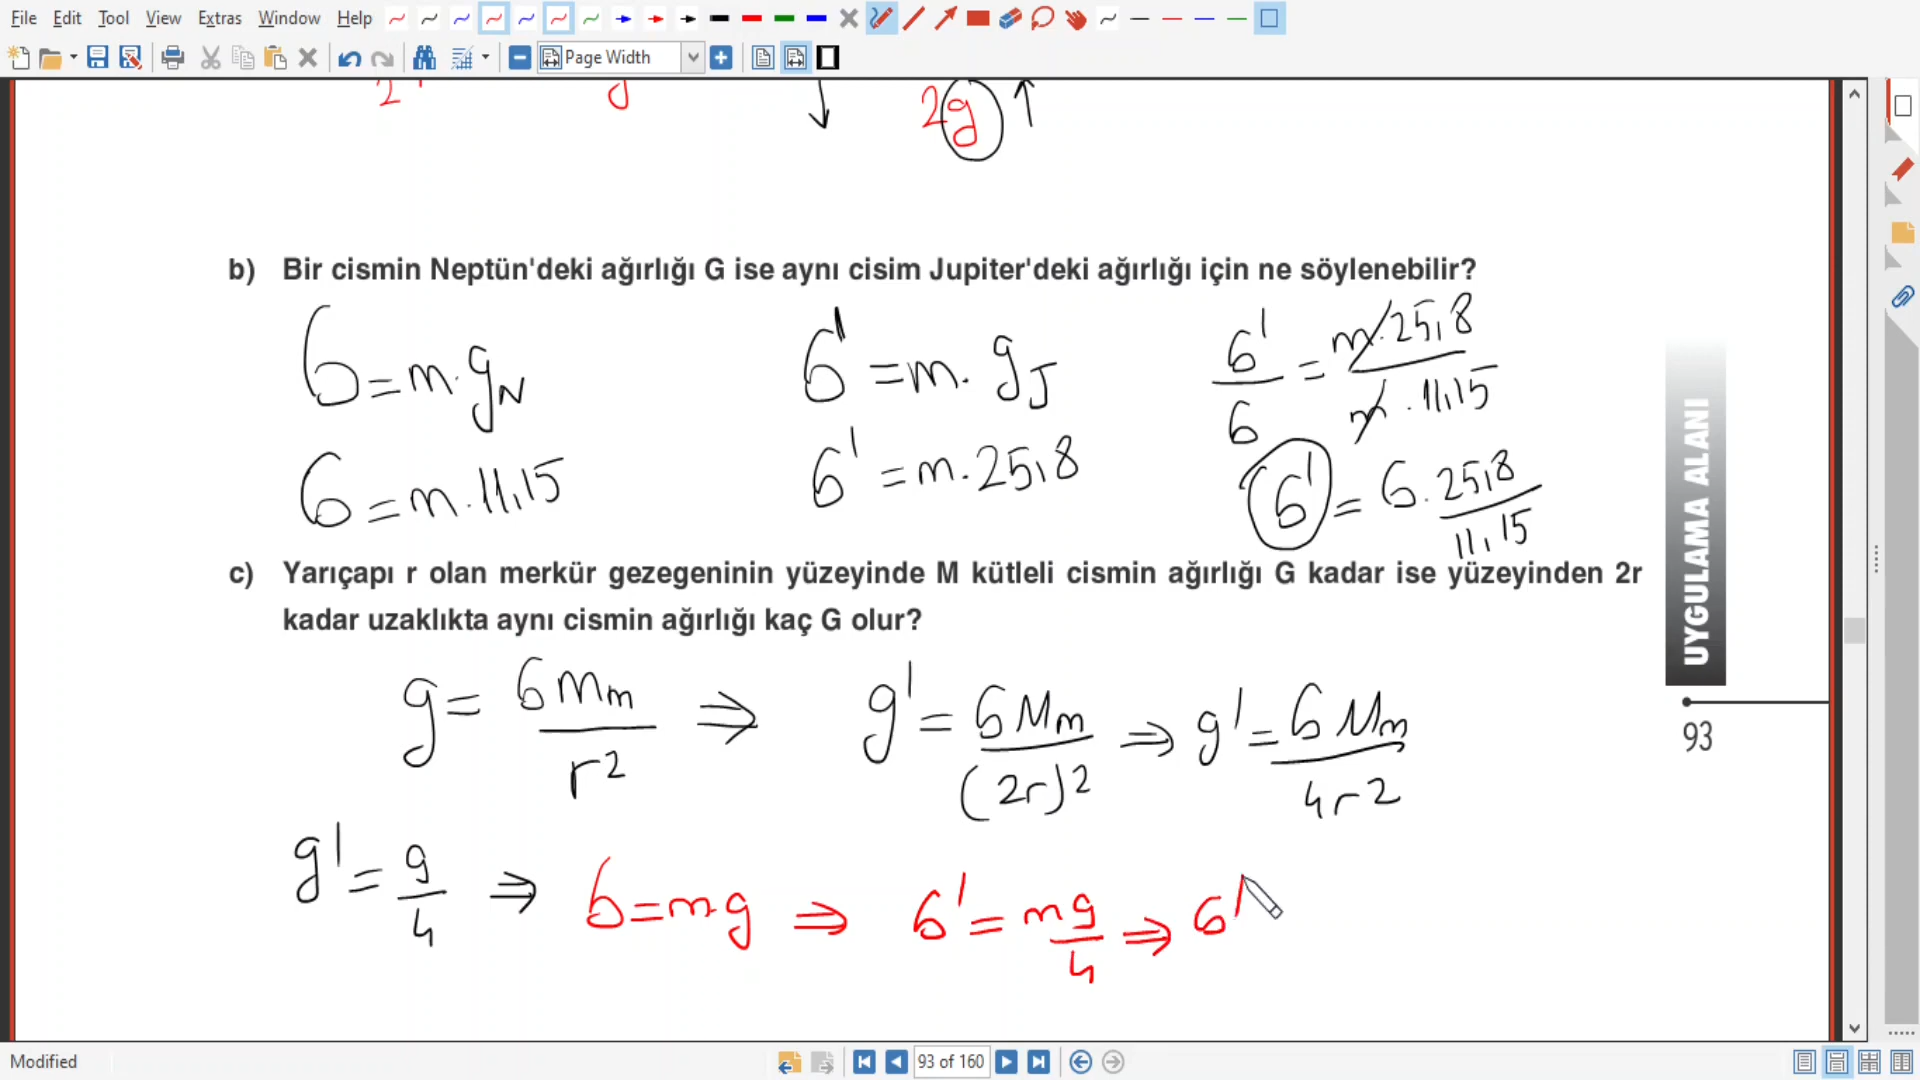 File Edit Tool View Extras Window Help
Page Width
2g
b) Bir cismin Neptün'deki ağırlığı G ise aynı cisim Jupiter'deki ağırlığı için ne söylenebilir?
G = m.gN
G' = m.gJ
G'/G = m.25,8/m.11,15
G = m.11,15
G' = m.25,8
G' = G.25,8/11,15
c) Yarıçapı r olan merkür gezegeninin yüzeyinde M kütleli cismin ağırlığı G kadar ise yüzeyinden 2r
kadar uzaklıkta aynı cismin ağırlığı kaç G olur?
g = GMm/r² ⇒ g' = GMm/(2r)² ⇒ g' = GMm/4r²
g' = g/4 ⇒ G = mg ⇒ G' = mg/4 ⇒ G'
UYGULAMA ALANI
93
Modified
93 of 160